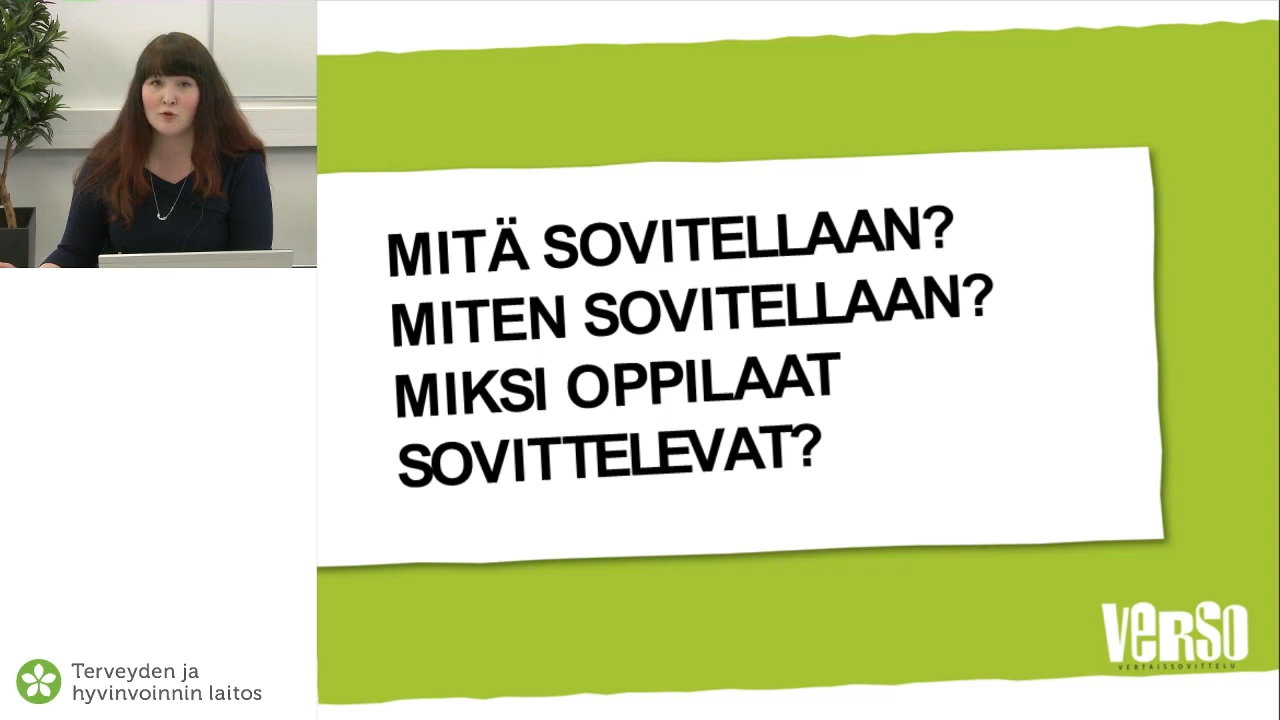 MITÄ SOVITELLAAN?
MITEN SOVITELLAAN?
MIKSI OPPILAAT
SOVITTELEVAT?
VERSO
VERTAISSOVITTELU
Terveyden ja
hyvinvoinnin laitos